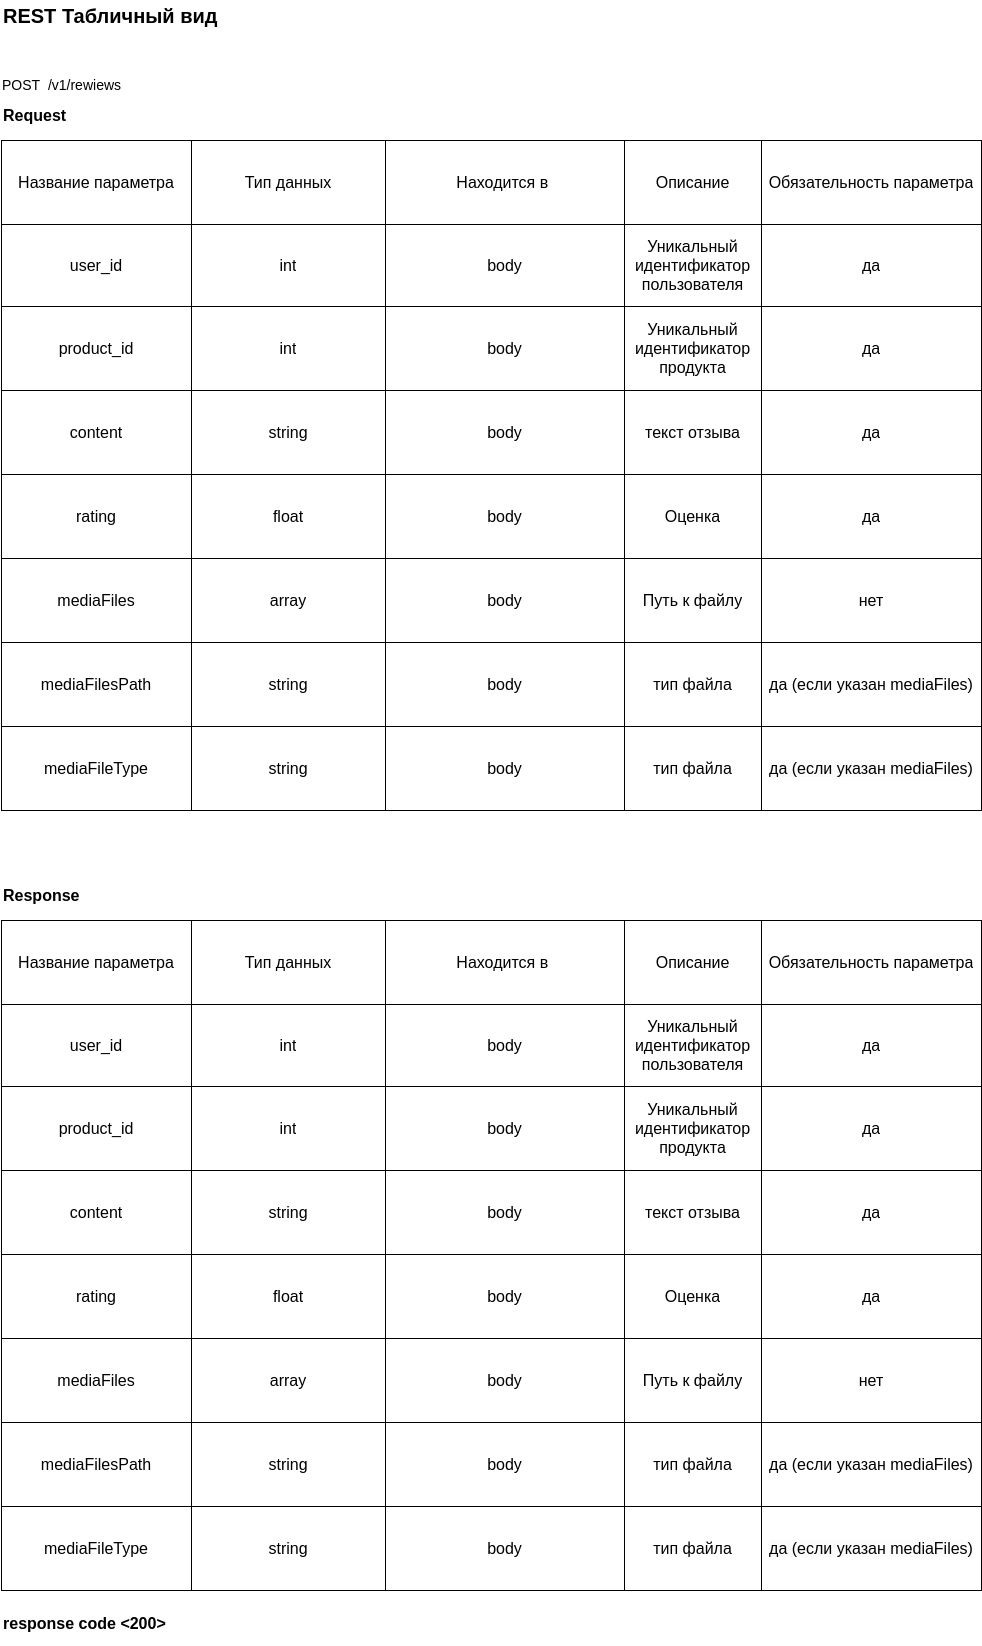 REST Табличный вид
POST  /v1/rewiews
Request
Название параметра Тип данных Находится в Описание Обязательность параметра
user_id int body Уникальный идентификатор пользователя да
product_id int body Уникальный идентификатор продукта да
content string body текст отзыва да
rating float body Оценка да
mediaFiles array body Путь к файлу нет
mediaFilesPath string body тип файла да (если указан mediaFiles)
mediaFileType string body тип файла да (если указан mediaFiles)
Response
Название параметра Тип данных Находится в Описание Обязательность параметра
user_id int body Уникальный идентификатор пользователя да
product_id int body Уникальный идентификатор продукта да
content string body текст отзыва да
rating float body Оценка да
mediaFiles array body Путь к файлу нет
mediaFilesPath string body тип файла да (если указан mediaFiles)
mediaFileType string body тип файла да (если указан mediaFiles)
response code <200>